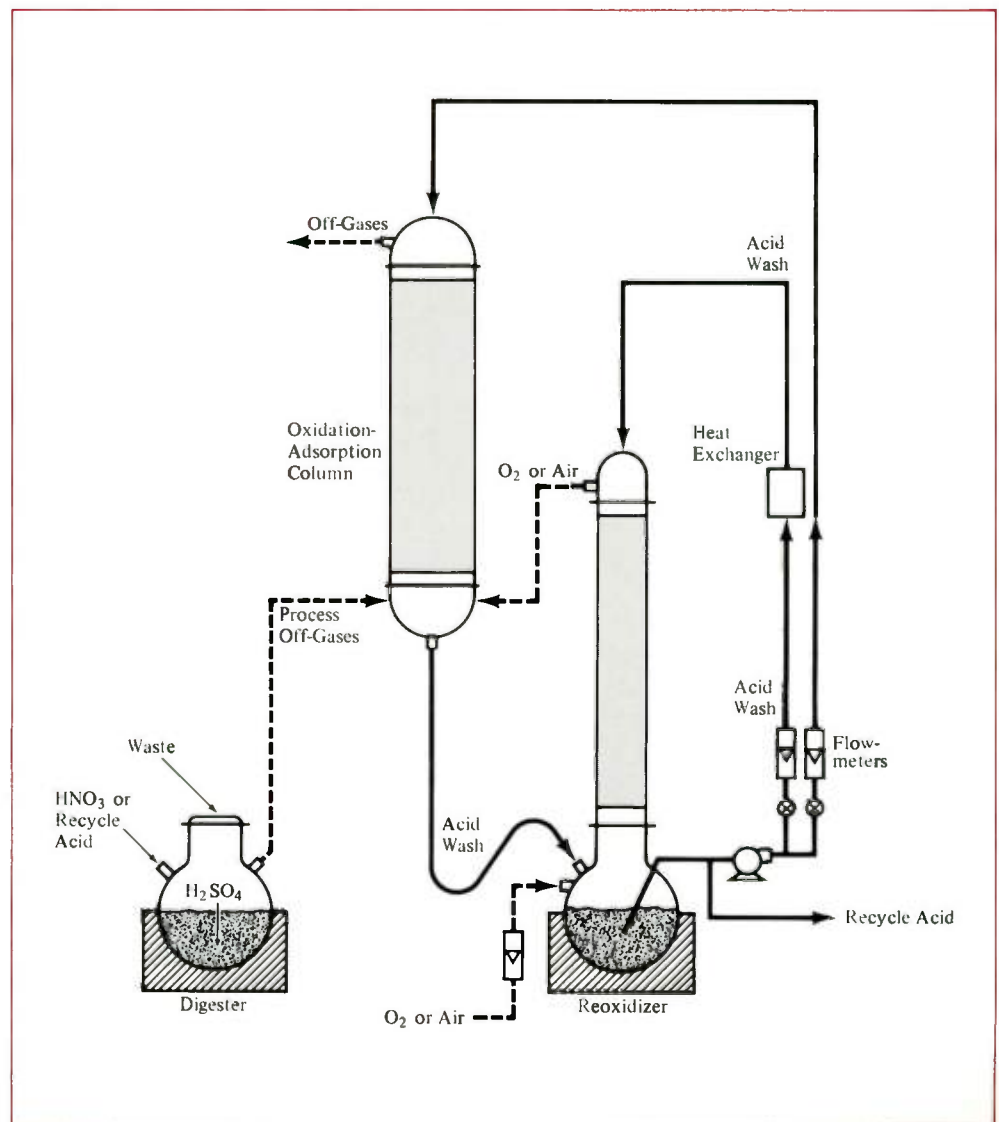 Off-Gases
Acid
Wash
Oxidation-
Adsorption
Column
Heat
Exchanger
O₂ or Air
Process
Off-Gases
Acid
Wash
Flow-
meters
Waste
HNO₃ or
Recycle
Acid
Acid
Wash
H₂SO₄
Recycle Acid
Digester
Reoxidizer
O₂ or Air